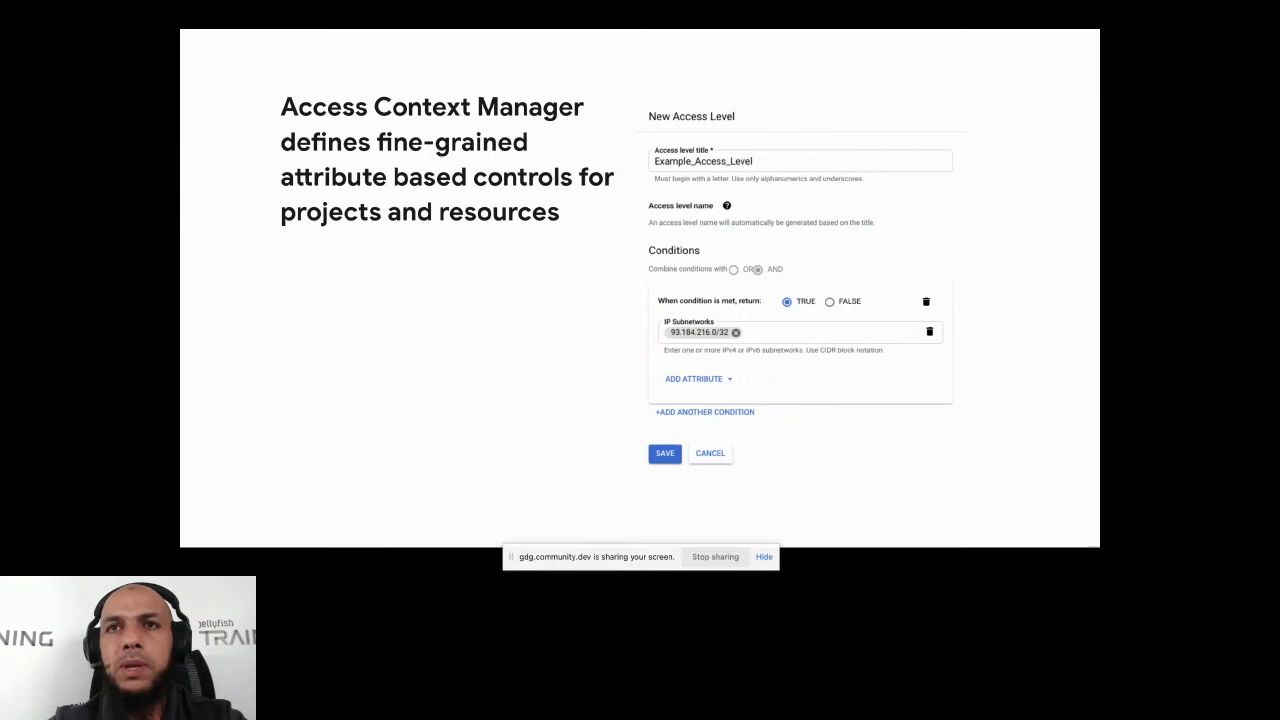 Access Context Manager
defines fine-grained
attribute based controls for
projects and resources
New Access Level
Access level title *
Example_Access_Level
Must begin with a letter. Use only alphanumerics and underscores.
Access level name
An access level name will automatically be generated based on the title.
Conditions
Combine conditions with OR AND
When condition is met, return: TRUE FALSE
IP Subnetworks
93.184.216.0/32
Enter one or more IPv4 or IPv6 subnetworks. Use CIDR block notation.
ADD ATTRIBUTE
+ADD ANOTHER CONDITION
SAVE CANCEL
gdg.community.dev is sharing your screen. Stop sharing Hide
NING
jellyfish
TRAI